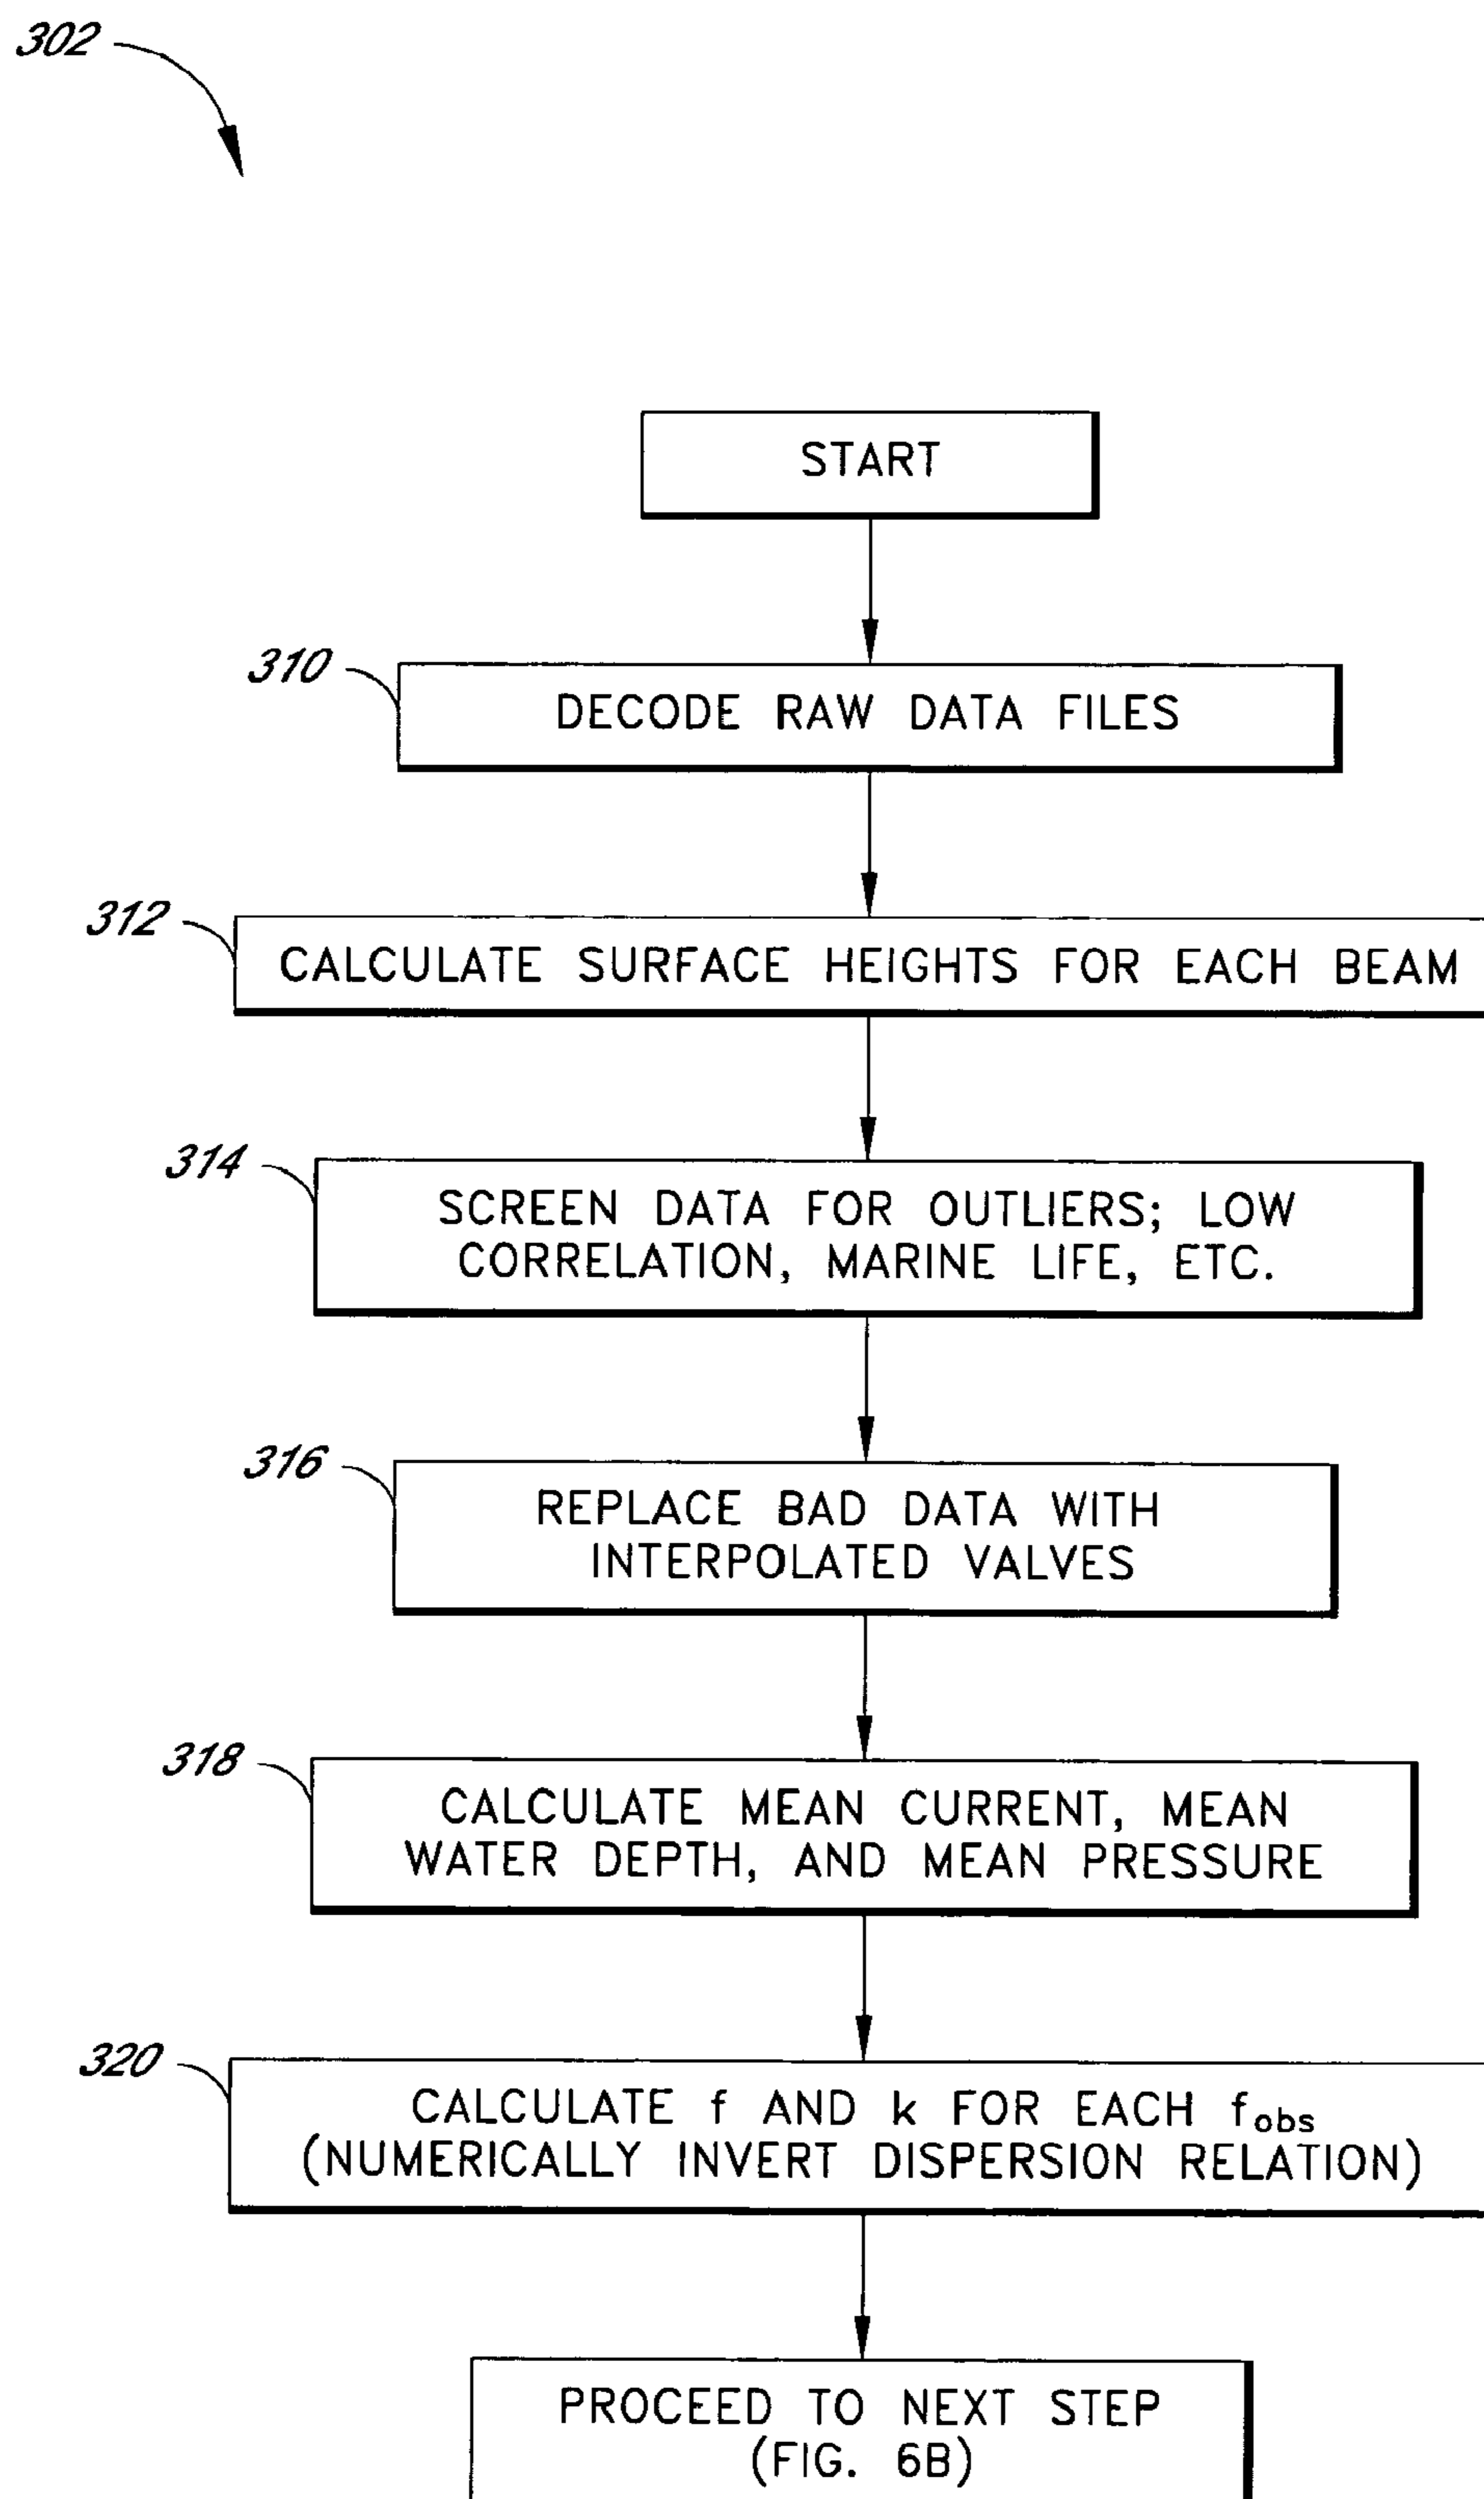 302
START
310
DECODE RAW DATA FILES
312
CALCULATE SURFACE HEIGHTS FOR EACH BEAM
314
SCREEN DATA FOR OUTLIERS; LOW
CORRELATION, MARINE LIFE, ETC.
316
REPLACE BAD DATA WITH
INTERPOLATED VALVES
318
CALCULATE MEAN CURRENT, MEAN
WATER DEPTH, AND MEAN PRESSURE
320
CALCULATE f AND k FOR EACH fobs
(NUMERICALLY INVERT DISPERSION RELATION)
PROCEED TO NEXT STEP
(FIG. 6B)